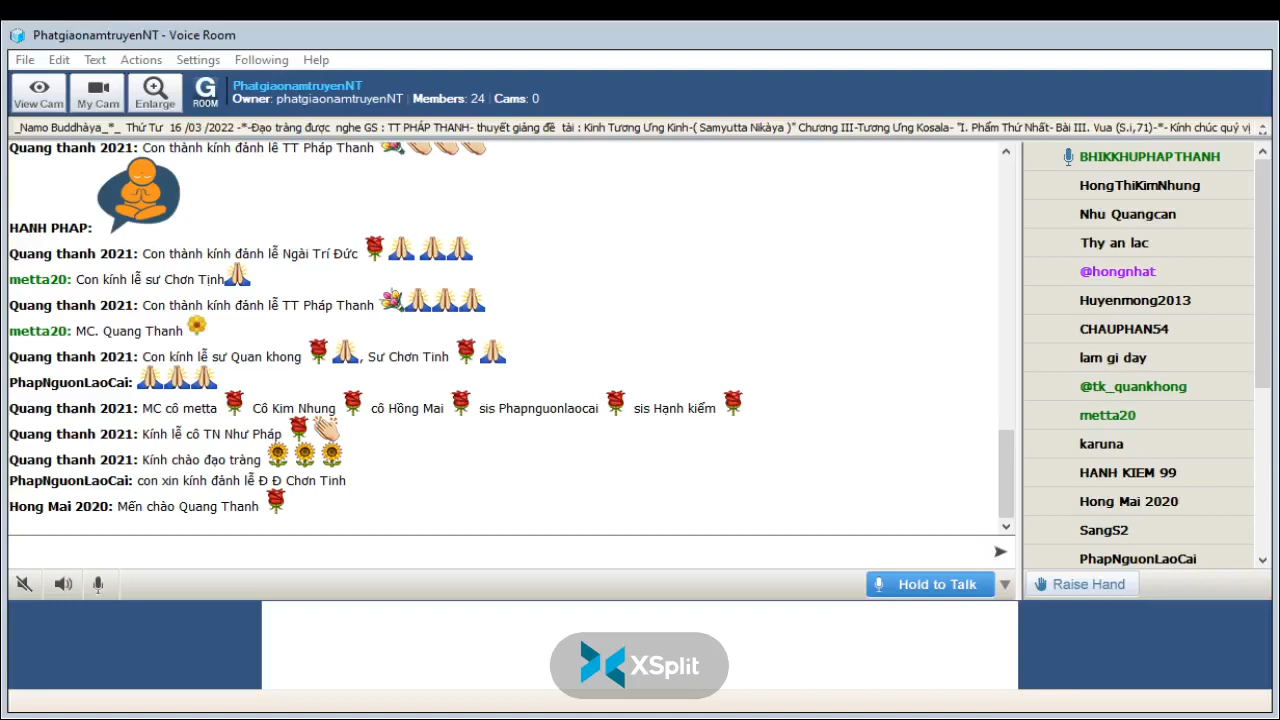 PhatgiaonamtruyenNT - Voice Room
File Edit Text Actions Settings Following Help
View Cam My Cam Enlarge G ROOM
PhatgiaonamtruyenNT
Owner: phatgiaonamtruyenNT | Members: 24 | Cams: 0
_Namo Buddhàya_*_ Thứ Tư 16 /03 /2022 -*-Đạo tràng được nghe GS : TT PHÁP THANH- thuyết giảng đề tài : Kinh Tương Ưng Kinh-( Samyutta Nikàya )" Chương III-Tương Ưng Kosala- "I. Phẩm Thứ Nhất- Bài III. Vua (S.i,71)-*- Kính chúc quý vị
Quang thanh 2021: Con thành kính đảnh lê TT Pháp Thanh
HANH PHAP:
Quang thanh 2021: Con thành kính đảnh lễ Ngài Trí Đức
metta20: Con kính lễ sư Chơn Tịnh
Quang thanh 2021: Con thành kính đảnh lễ TT Pháp Thanh
metta20: MC. Quang Thanh
Quang thanh 2021: Con kính lễ sư Quan khong , Sư Chơn Tinh
PhapNguonLaoCai:
Quang thanh 2021: MC cô metta Cô Kim Nhung cô Hồng Mai sis Phapnguonlaocai sis Hạnh kiểm
Quang thanh 2021: Kính lễ cô TN Như Pháp
Quang thanh 2021: Kính chào đạo tràng
PhapNguonLaoCai: con xin kính đảnh lễ Đ Đ Chơn Tinh
Hong Mai 2020: Mến chào Quang Thanh
Hold to Talk
BHIKKHUPHAPTHANH
HongThiKimNhung
Nhu Quangcan
Thy an lac
@hongnhat
Huyenmong2013
CHAUPHAN54
lam gi day
@tk_quankhong
metta20
karuna
HANH KIEM 99
Hong Mai 2020
SangS2
PhapNguonLaoCai
Raise Hand
XSplit